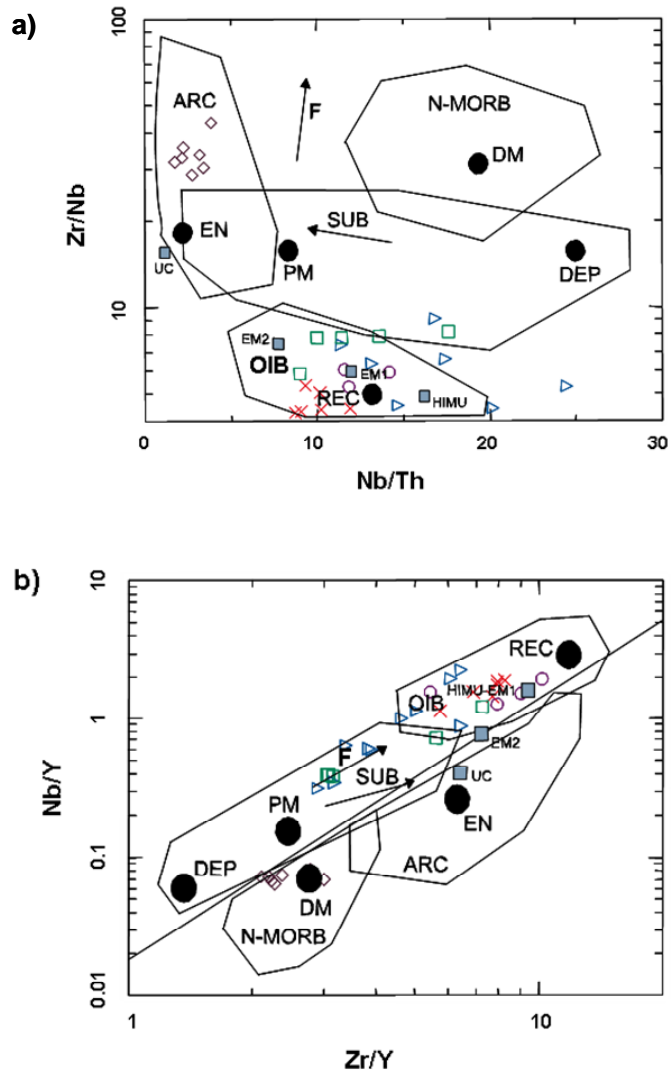 a)
100
ARC
N-MORB
F
DM
Zr/Nb
SUB
EN
PM
DEP
UC
10
EM2
OIB
EM1
REC
HIMU
0
10
20
30
Nb/Th
b)
10
REC
HIMU-EM1
OIB
1
EM2
F
SUB
UC
Nb/Y
PM
EN
DEP
ARC
0.1
DM
N-MORB
0.01
1
10
Zr/Y